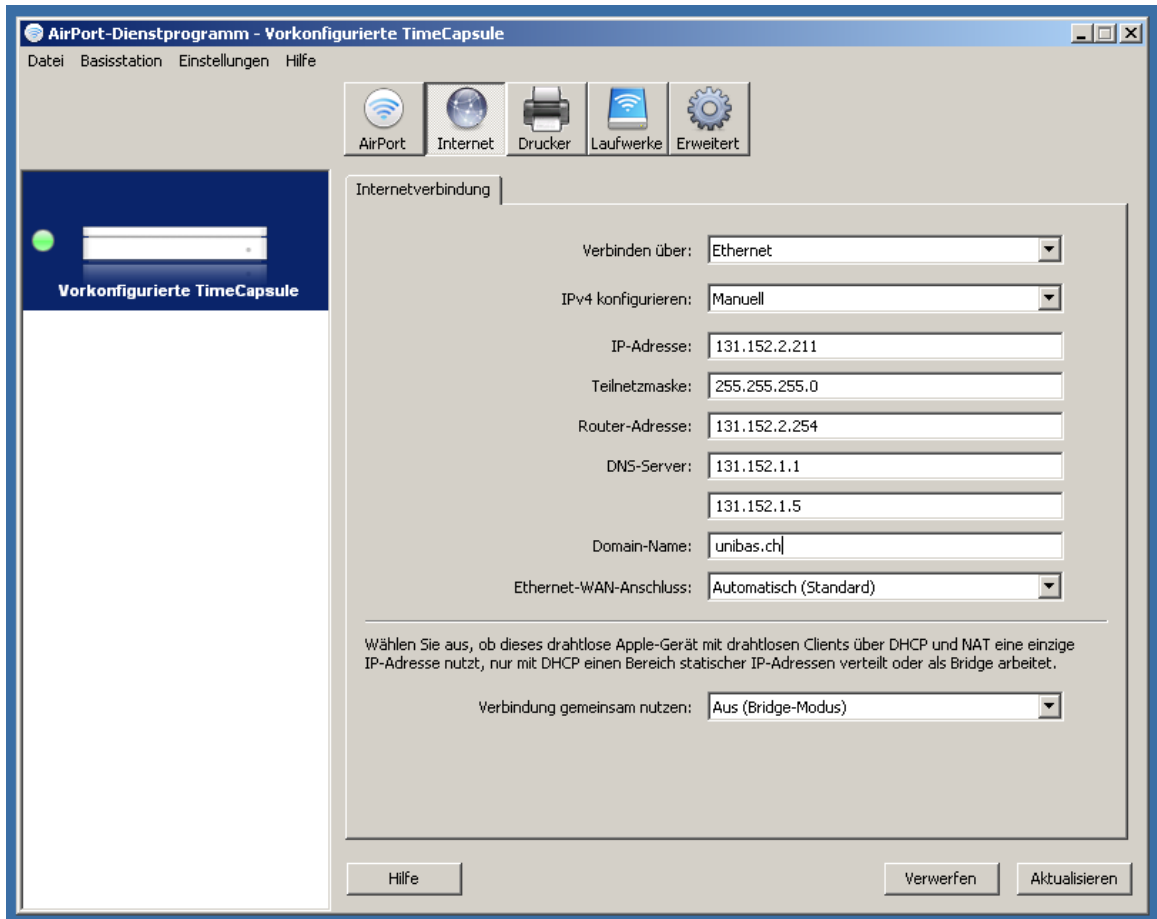 AirPort-Dienstprogramm - Vorkonfigurierte TimeCapsule
Datei Basisstation Einstellungen Hilfe
AirPort Internet Drucker Laufwerke Erweitert
Vorkonfigurierte TimeCapsule
Internetverbindung
Verbinden über: Ethernet
IPv4 konfigurieren: Manuell
IP-Adresse: 131.152.2.211
Teilnetzmaske: 255.255.255.0
Router-Adresse: 131.152.2.254
DNS-Server: 131.152.1.1
131.152.1.5
Domain-Name: unibas.ch
Ethernet-WAN-Anschluss: Automatisch (Standard)
Wählen Sie aus, ob dieses drahtlose Apple-Gerät mit drahtlosen Clients über DHCP und NAT eine einzige
IP-Adresse nutzt, nur mit DHCP einen Bereich statischer IP-Adressen verteilt oder als Bridge arbeitet.
Verbindung gemeinsam nutzen: Aus (Bridge-Modus)
Hilfe Verwerfen Aktualisieren